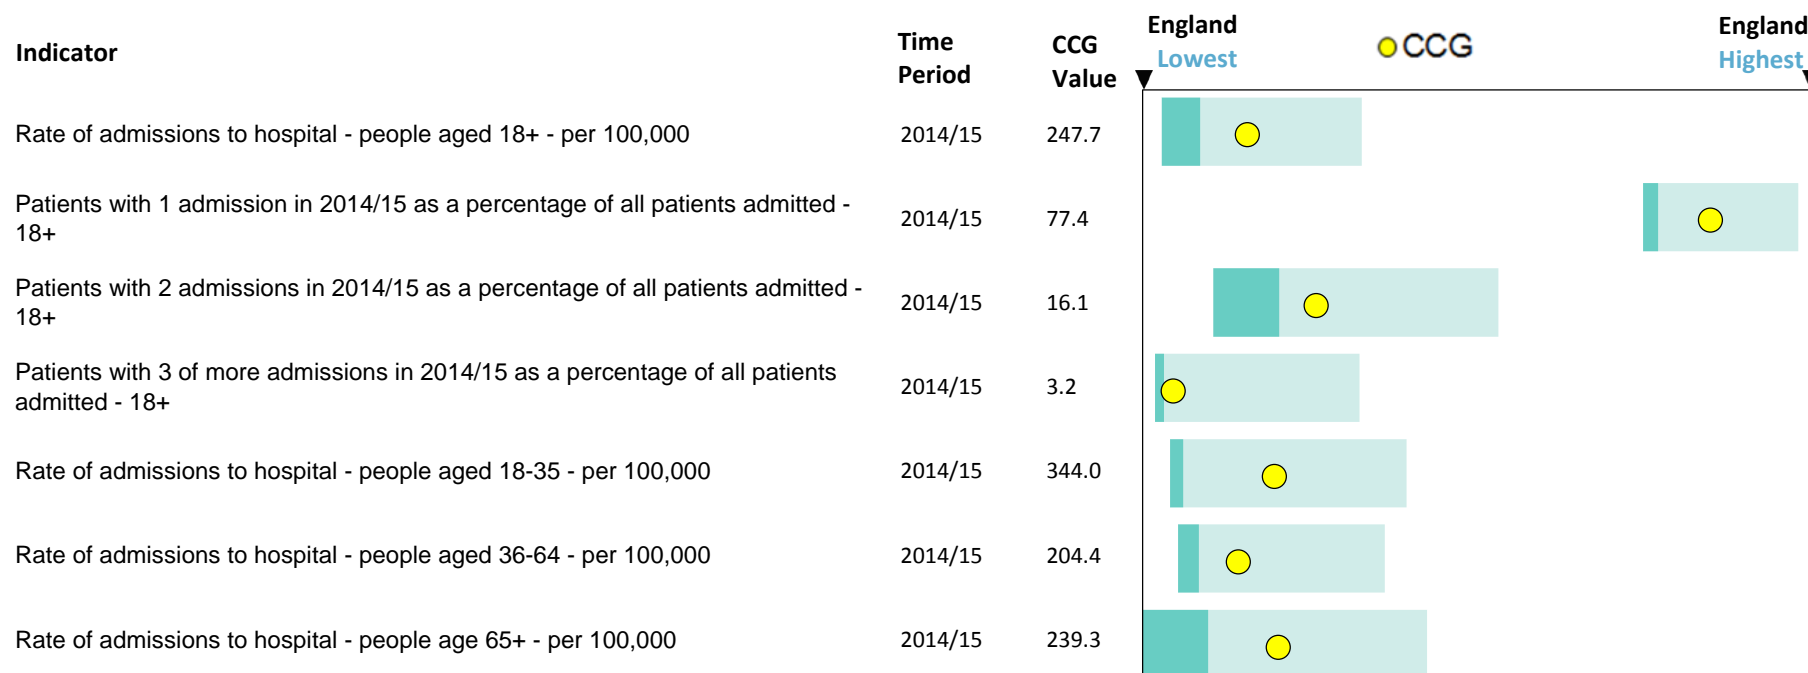 Indicator
Time Period
CCG Value
England Lowest
CCG
England Highest
Rate of admissions to hospital - people aged 18+ - per 100,000 2014/15 247.7
Patients with 1 admission in 2014/15 as a percentage of all patients admitted -
18+
2014/15 77.4
Patients with 2 admissions in 2014/15 as a percentage of all patients admitted -
18+
2014/15 16.1
Patients with 3 of more admissions in 2014/15 as a percentage of all patients
admitted - 18+
2014/15 3.2
Rate of admissions to hospital - people aged 18-35 - per 100,000 2014/15 344.0
Rate of admissions to hospital - people aged 36-64 - per 100,000 2014/15 204.4
Rate of admissions to hospital - people age 65+ - per 100,000 2014/15 239.3